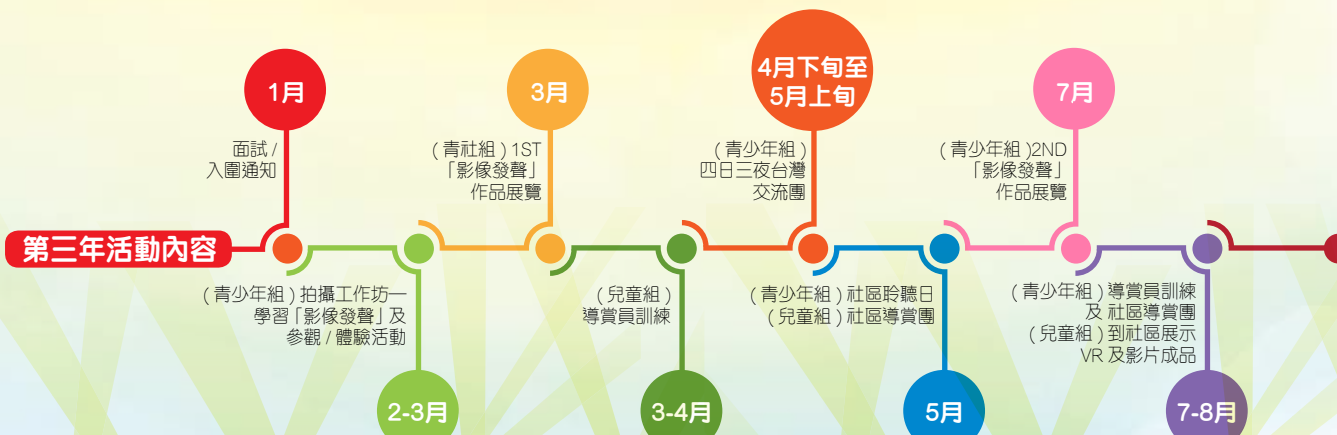 第三年活動內容
1月
面試 /
入圍通知
2-3月
( 青少年組 ) 拍攝工作坊—
學習「影像發聲」及
參觀 / 體驗活動
3月
( 青社組 ) 1ST
「影像發聲」
作品展覽
3-4月
( 兒童組 )
導賞員訓練
4月下旬至
5月上旬
( 青少年組 )
四日三夜台灣
交流團
5月
( 青少年組 ) 社區聆聽日
( 兒童組 ) 社區導賞團
7月
( 青少年組 )2ND
「影像發聲」
作品展覽
7-8月
( 青少年組 ) 導賞員訓練
及 社區導賞團
( 兒童組 ) 到社區展示
VR 及影片成品